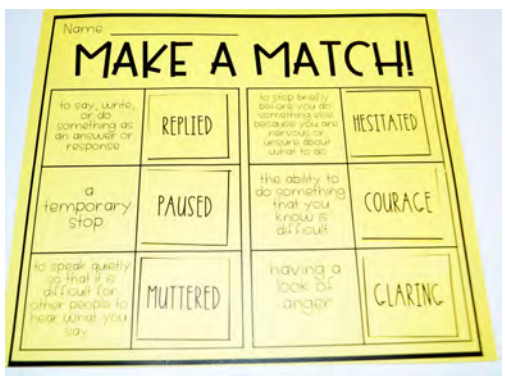 Name
MAKE A MATCH!
to say, write,
or do
something as
an answer or
response
REPLIED
to stop briefly
before you do
something else
because you are
nervous or
unsure about
what to do
HESITATED
a
temporary
stop
PAUSED
the ability to
do something
that you
know is
difficult
COURAGE
to speak quietly
so that it is
difficult for
other people to
hear what you
say
MUTTERED
having a
look of
anger
GLARING